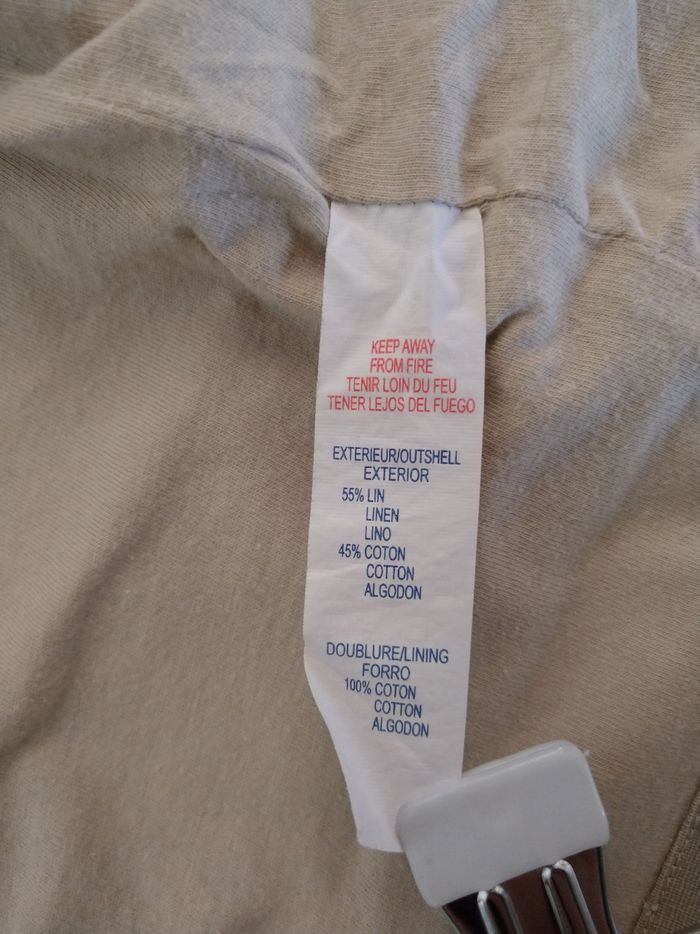 KEEP AWAY
FROM FIRE
TENIR LOIN DU FEU
TENER LEJOS DEL FUEGO
EXTERIEUR/OUTSHELL
EXTERIOR
55% LIN
LINEN
LINO
45% COTON
COTTON
ALGODON
DOUBLURE/LINING
FORRO
100% COTON
COTTON
ALGODON